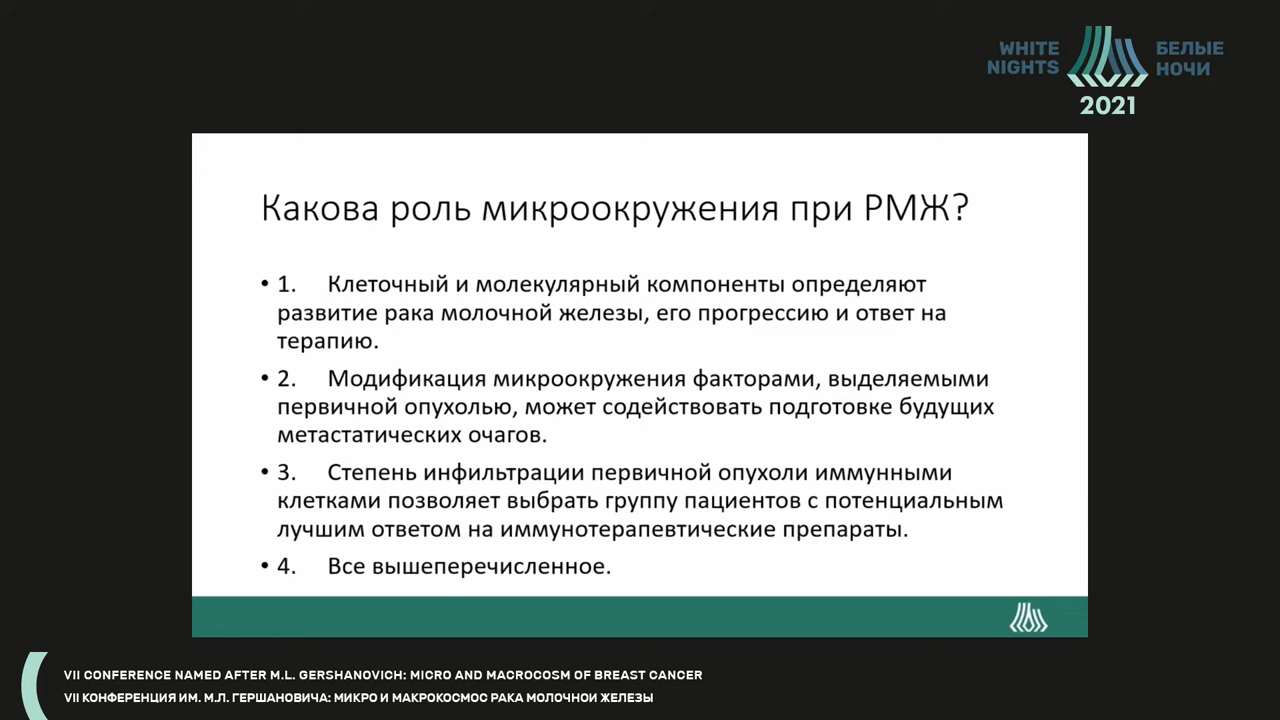 WHITE NIGHTS
БЕЛЫЕ НОЧИ
2021
Какова роль микроокружения при РМЖ?
• 1. Клеточный и молекулярный компоненты определяют
развитие рака молочной железы, его прогрессию и ответ на
терапию.
• 2. Модификация микроокружения факторами, выделяемыми
первичной опухолью, может содействовать подготовке будущих
метастатических очагов.
• 3. Степень инфильтрации первичной опухоли иммунными
клетками позволяет выбрать группу пациентов с потенциальным
лучшим ответом на иммунотерапевтические препараты.
• 4. Все вышеперечисленное.
VII CONFERENCE NAMED AFTER M.L. GERSHANOVICH: MICRO AND MACROCOSM OF BREAST CANCER
VII КОНФЕРЕНЦИЯ ИМ. М.Л. ГЕРШАНОВИЧА: МИКРО И МАКРОКОСМОС РАКА МОЛОЧНОЙ ЖЕЛЕЗЫ